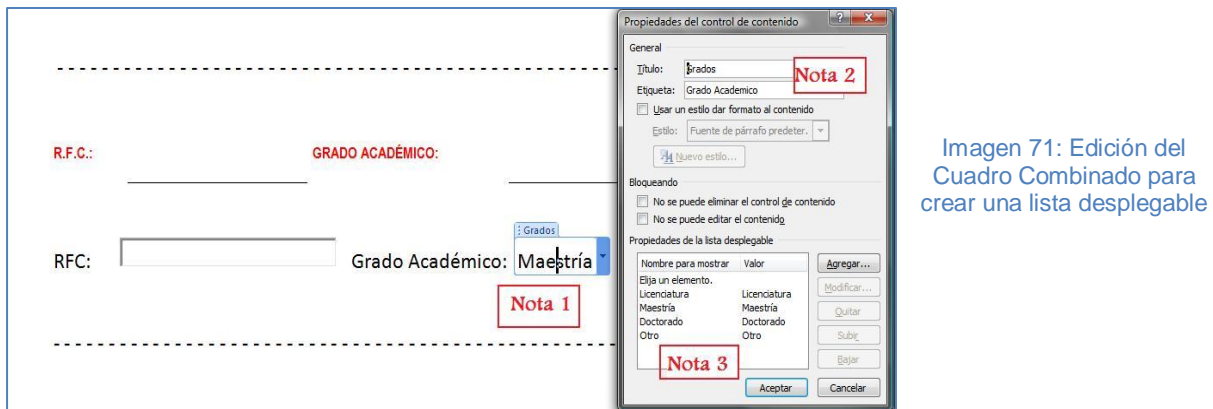 R.F.C.:
GRADO ACADÉMICO:
RFC:
Grado Académico:
Grados
Maestría
Nota 1
Propiedades del control de contenido
General
Título: Grados
Nota 2
Etiqueta: Grado Academico
Usar un estilo dar formato al contenido
Estilo: Fuente de párrafo predeter.
Nuevo estilo...
Bloqueando
No se puede eliminar el control de contenido
No se puede editar el contenido
Propiedades de la lista desplegable
Nombre para mostrar Valor
Elija un elemento.
Licenciatura Licenciatura
Maestría Maestría
Doctorado Doctorado
Otro Otro
Nota 3
Agregar...
Modificar...
Quitar
Subir
Bajar
Aceptar Cancelar
Imagen 71: Edición del
Cuadro Combinado para
crear una lista desplegable